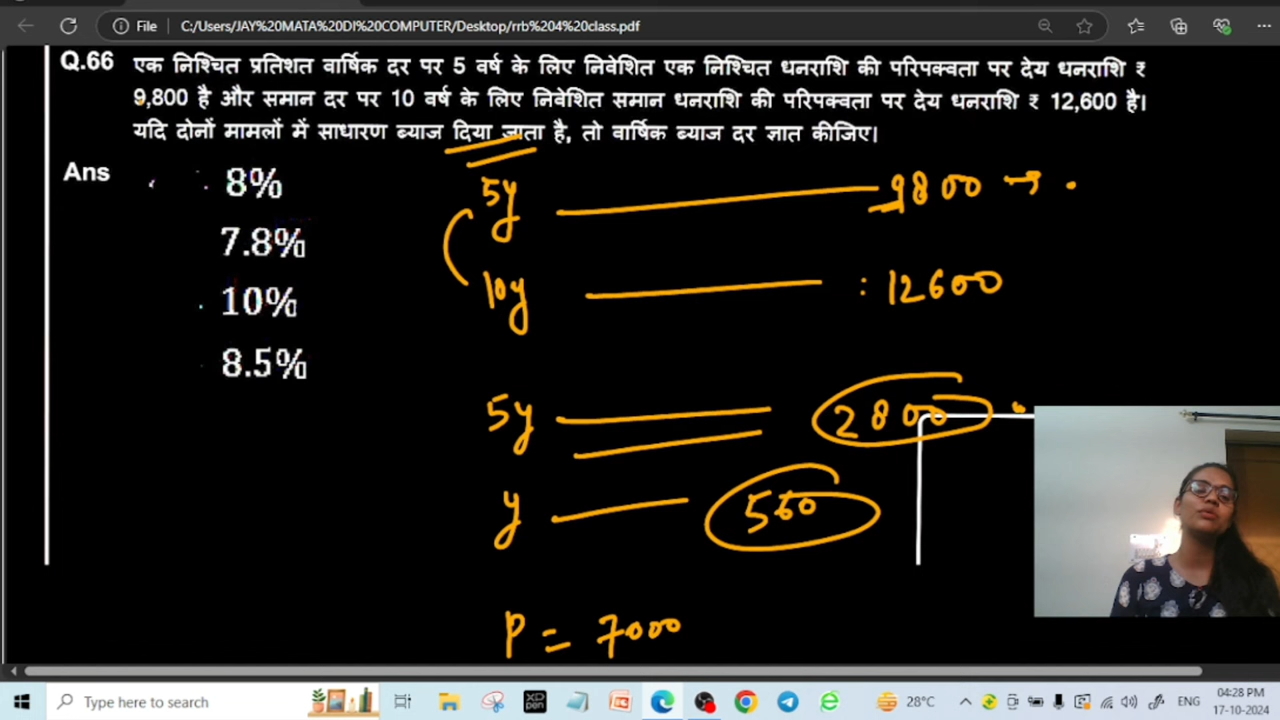 File C:/Users/JAY%20MATA%20DI%20COMPUTER/Desktop/rrb%204%20class.pdf
Q.66 एक निश्चित प्रतिशत वार्षिक दर पर 5 वर्ष के लिए निवेशित एक निश्चित धनराशि की परिपक्वता पर देय धनराशि ₹
9,800 है और समान दर पर 10 वर्ष के लिए निवेशित समान धनराशि की परिपक्वता पर देय धनराशि ₹ 12,600 है।
यदि दोनों मामलों में साधारण ब्याज दिया जाता है, तो वार्षिक ब्याज दर ज्ञात कीजिए।
Ans 8%
7.8%
10%
8.5%
5y 9800
10y : 12600
5y 2800
y 560
P = 7000
Type here to search
28°C
ENG
04:28 PM
17-10-2024